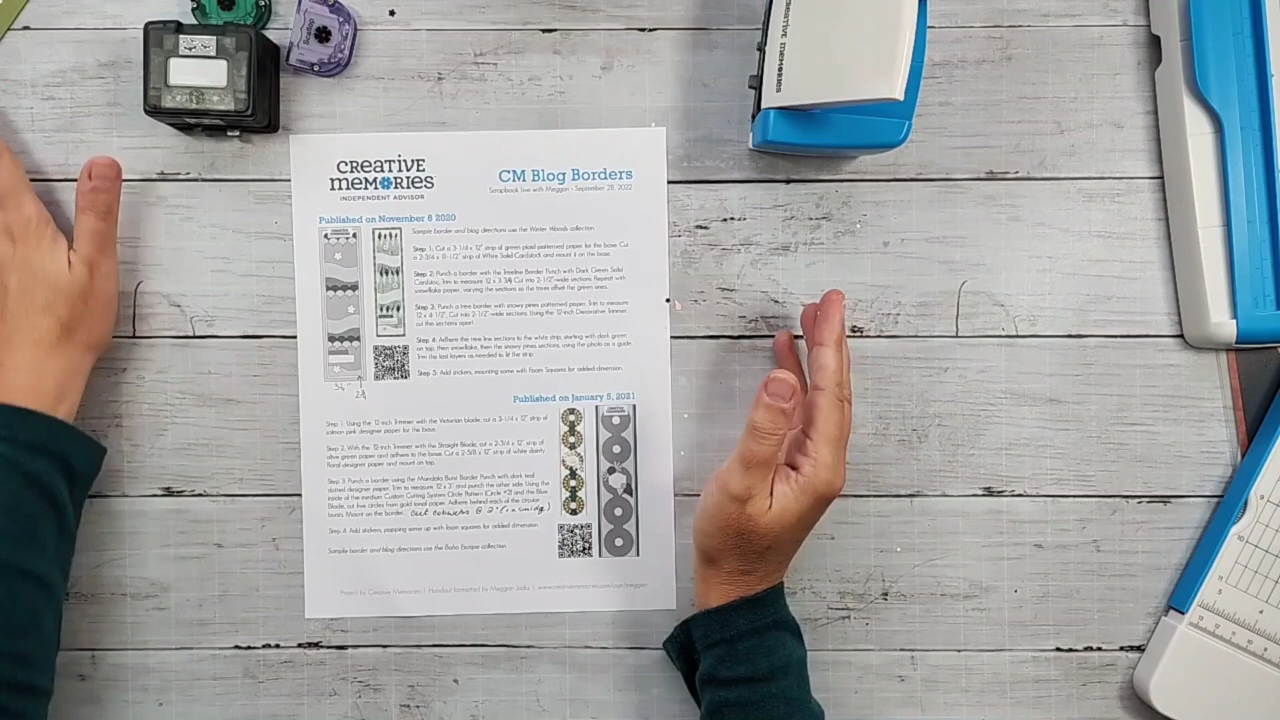 CREATIVE
MEMORIES
INDEPENDENT ADVISOR
CM Blog Borders
Scrapbook live with Meggan - September 28, 2022
Published on November 6 2020
Sample border and blog directions use the Winter Woods collection.
Step 1: Cut a 3-1/4 x 12" strip of green plaid patterned paper for the base. Cut
a 2-3/4 x 11-1/2" strip of White Solid Cardstock and mount it on the base.
Step 2: Punch a border with the Treeline Border Punch with Dark Green Solid
Cardstoc. Trim to measure 12 x 3-3/4. Cut into 2-1/2"-wide sections. Repeat with
snowflake paper, varying the sections so the trees offset the green ones.
Step 3: Punch a tree border with snowy pines patterned paper. Trim to measure
12 x 4-1/2". Cut into 2-1/2"-wide sections. Using the 12-inch Decorative Trimmer,
cut the sections apart.
Step 4: Adhere the tree line sections to the white strip, starting with dark green
on top, then snowflake, then the snowy pines sections, using the photo as a guide.
Trim the last layers as needed to fit the strip.
Step 5: Add stickers, mounting some with Foam Squares for added dimension.
Published on January 5, 2021
Step 1: Using the 12-inch Trimmer with the Victorian blade, cut a 3-1/4 x 12" strip of
salmon pink designer paper for the base.
Step 2: With the 12-inch Trimmer with the Straight Blade, cut a 2-3/4 x 12" strip of
olive green paper and adhere to the base. Cut a 2-5/8 x 12" strip of white dainty
floral designer paper and mount on top.
Step 3: Punch a border using the Mandala Burst Border Punch with dark teal
dotted designer paper. Trim to measure 12 x 3" and punch the other side. Using the
inside of the medium Custom Cutting System Circle Pattern (Circle #2) and the Blue
Blade, cut five circles from gold tonal paper. Adhere behind each of the circular
bursts. Mount on the border.
Step 4: Add stickers, popping some up with foam squares for added dimension.
Sample border and blog directions use the Boho Escape collection.
Project by Creative Memories | Handout formatted by Meggan | www.creativememories.com/user/meggan